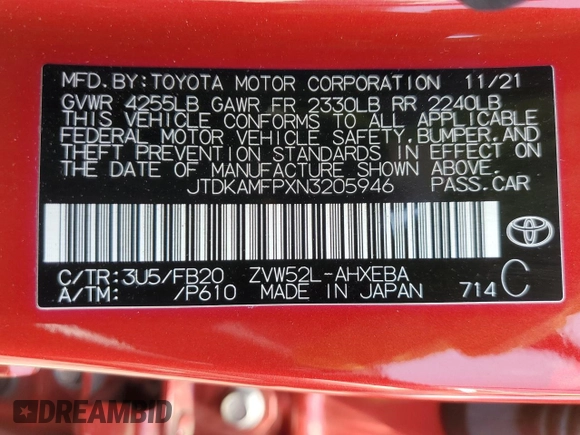 MFD. BY: TOYOTA MOTOR CORPORATION 11/21
GVWR 4255LB GAWR FR 2330LB RR 2240LB
THIS VEHICLE CONFORMS TO ALL APPLICABLE
FEDERAL MOTOR VEHICLE SAFETY, BUMPER, AND
THEFT PREVENTION STANDARDS IN EFFECT ON
THE DATE OF MANUFACTURE SHOWN ABOVE.
JTDKAMFPXN3205946 PASS. CAR
TOYOTA
C/TR: 3U5/FB20 ZVW52L-AHXEBA
A/TM: /P610 MADE IN JAPAN 714 C
DREAMBID